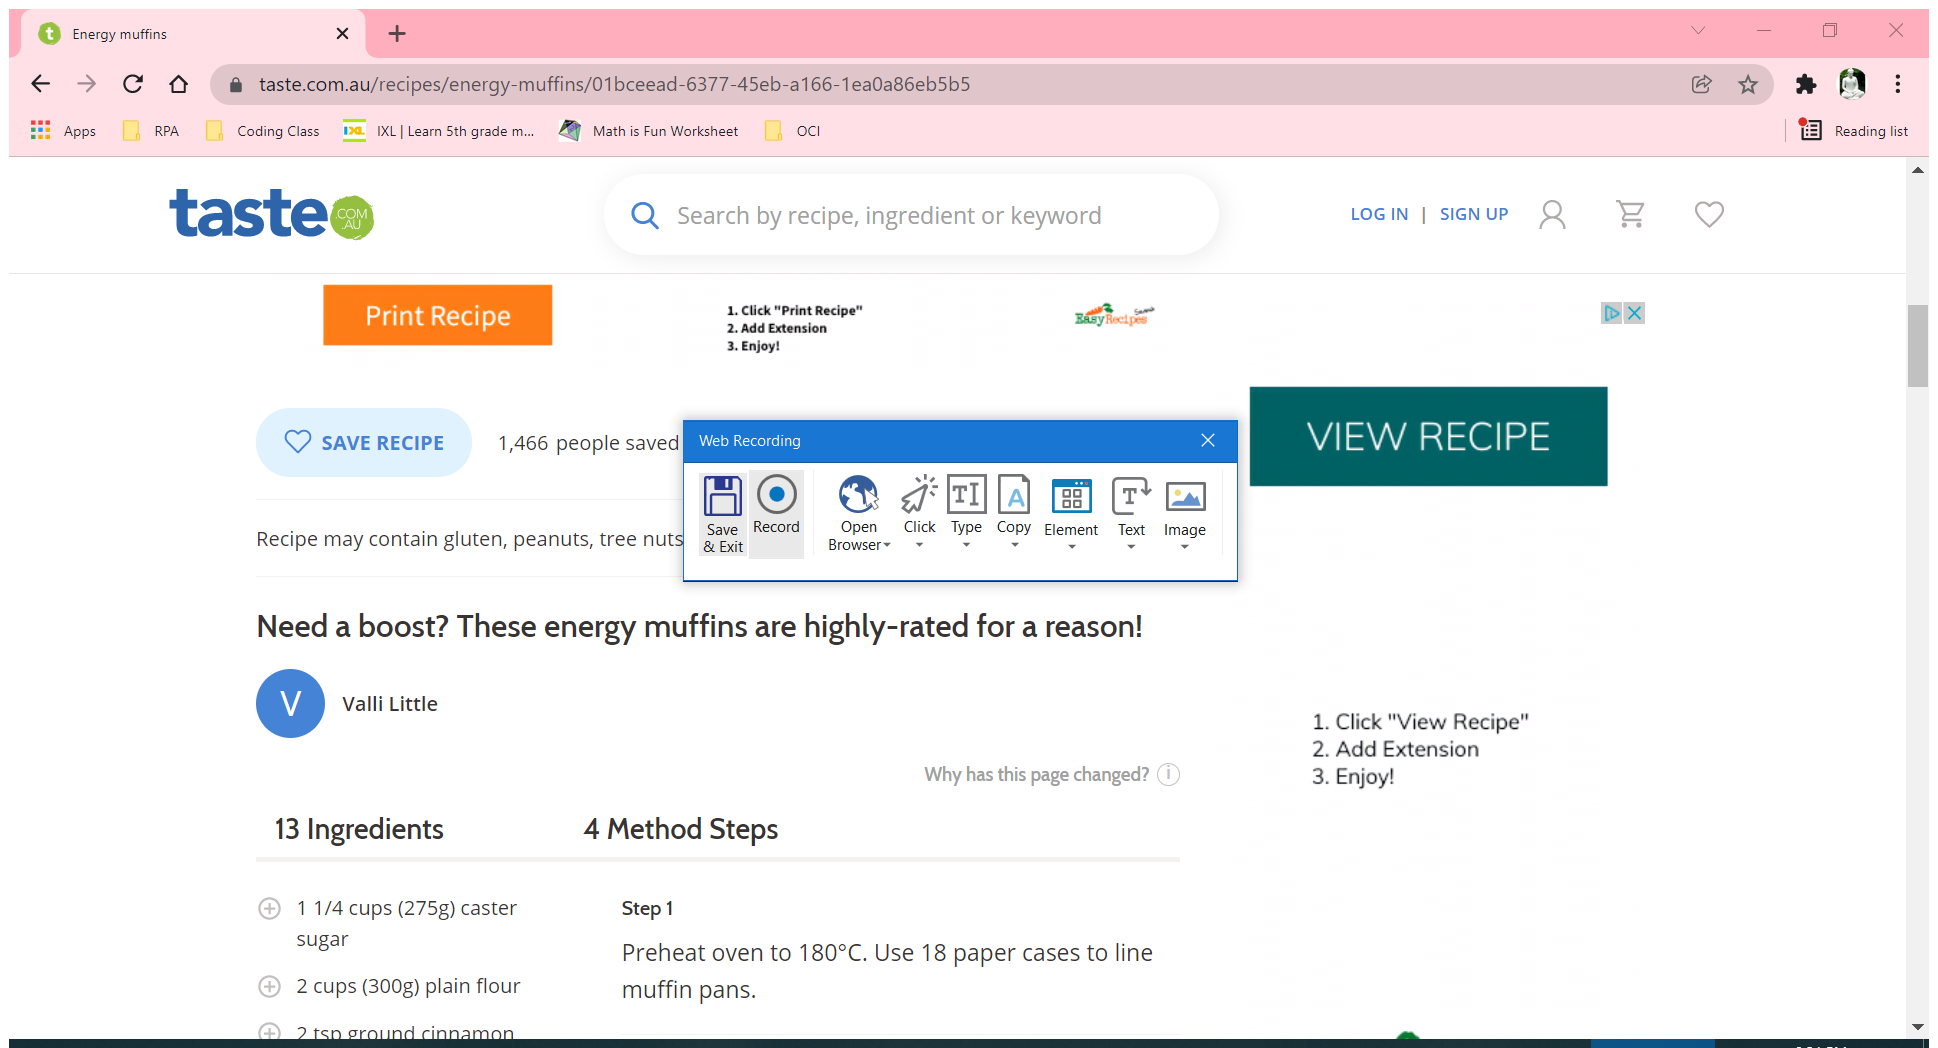 Energy muffins
taste.com.au/recipes/energy-muffins/01bceead-6377-45eb-a166-1ea0a86eb5b5
Apps RPA Coding Class IXL | Learn 5th grade m... Math is Fun Worksheet OCI Reading list
taste.COM.AU
Search by recipe, ingredient or keyword
LOG IN | SIGN UP
Print Recipe
1. Click "Print Recipe"
2. Add Extension
3. Enjoy!
EasyRecipes
SAVE RECIPE
1,466 people saved
VIEW RECIPE
Web Recording
Save & Exit
Record
Open Browser
Click
Type
Copy
Element
Text
Image
Recipe may contain gluten, peanuts, tree nuts
Need a boost? These energy muffins are highly-rated for a reason!
V
Valli Little
1. Click "View Recipe"
2. Add Extension
3. Enjoy!
Why has this page changed?
13 Ingredients
4 Method Steps
1 1/4 cups (275g) caster
sugar
2 cups (300g) plain flour
2 tsp ground cinnamon
Step 1
Preheat oven to 180°C. Use 18 paper cases to line
muffin pans.